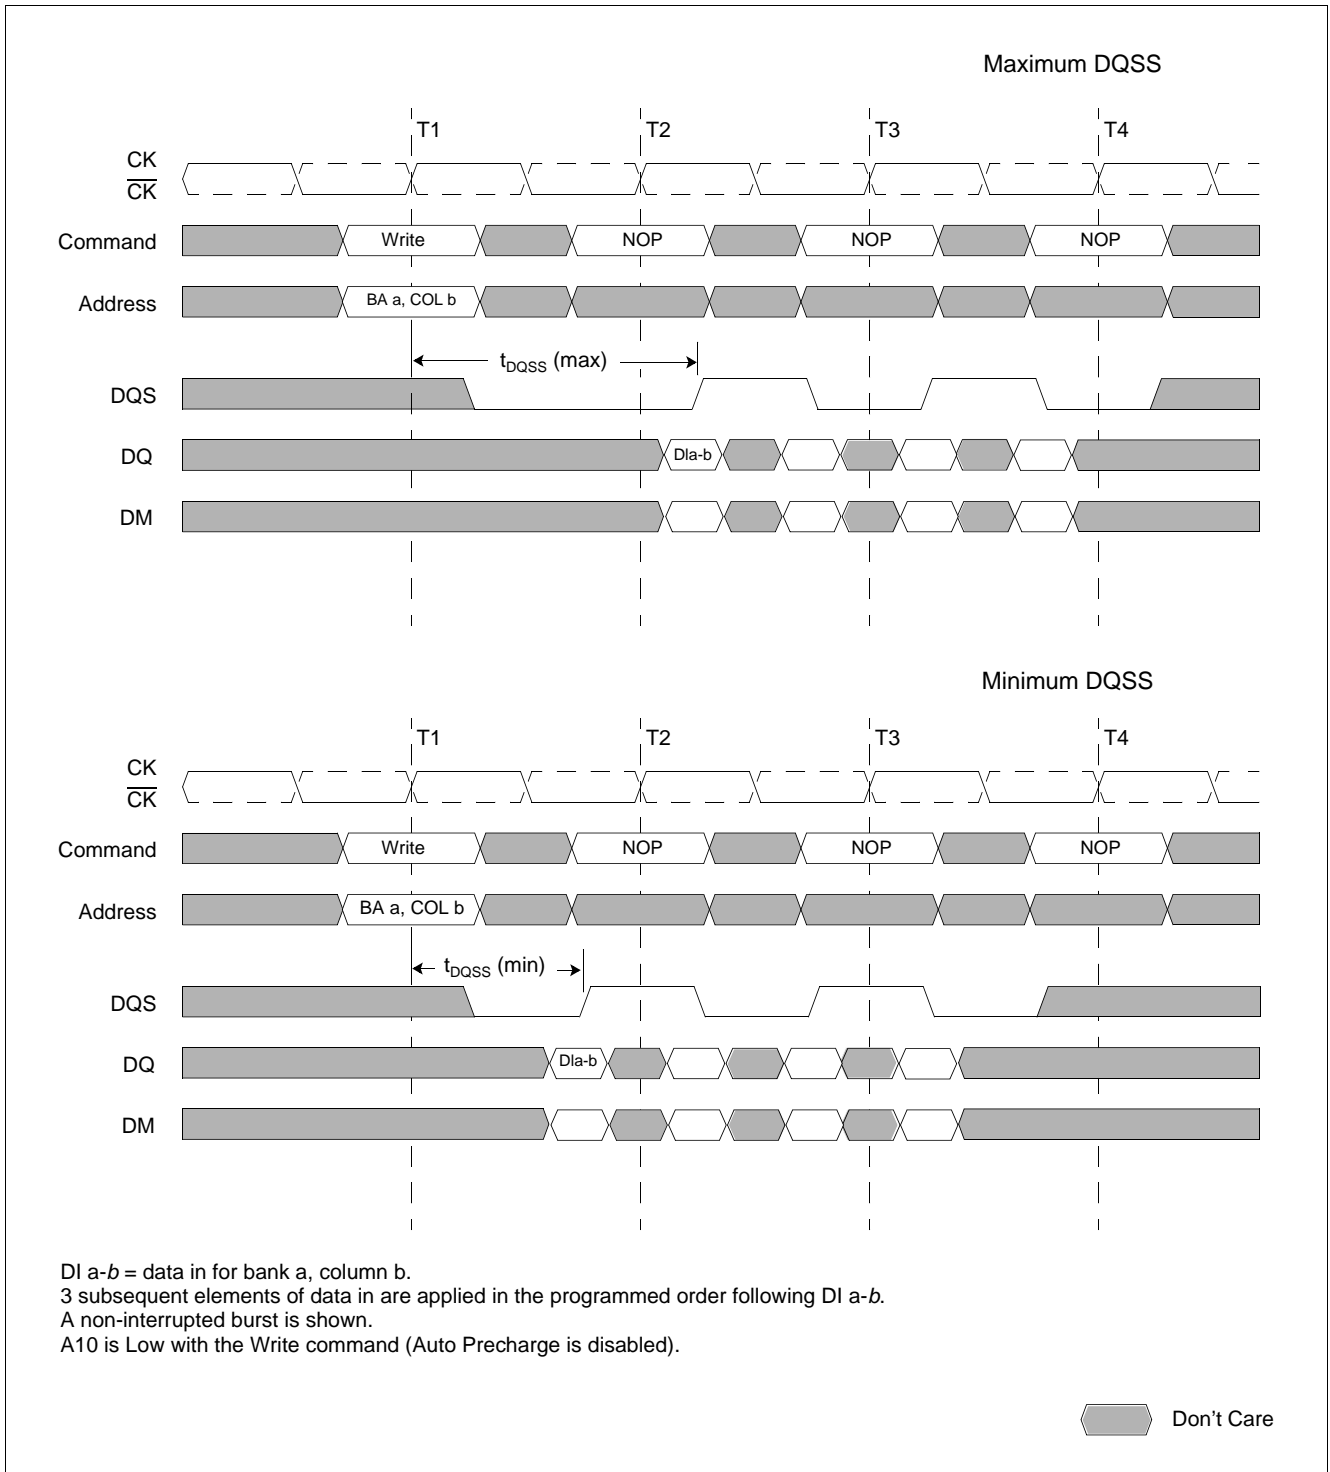 Maximum DQSS
T1 T2 T3 T4
CK
CK
Command Write NOP NOP NOP
Address BA a, COL b
tDQSS (max)
DQS
DQ DIa-b
DM
Minimum DQSS
T1 T2 T3 T4
CK
CK
Command Write NOP NOP NOP
Address BA a, COL b
tDQSS (min)
DQS
DQ DIa-b
DM
DI a-b = data in for bank a, column b.
3 subsequent elements of data in are applied in the programmed order following DI a-b.
A non-interrupted burst is shown.
A10 is Low with the Write command (Auto Precharge is disabled).
Don't Care